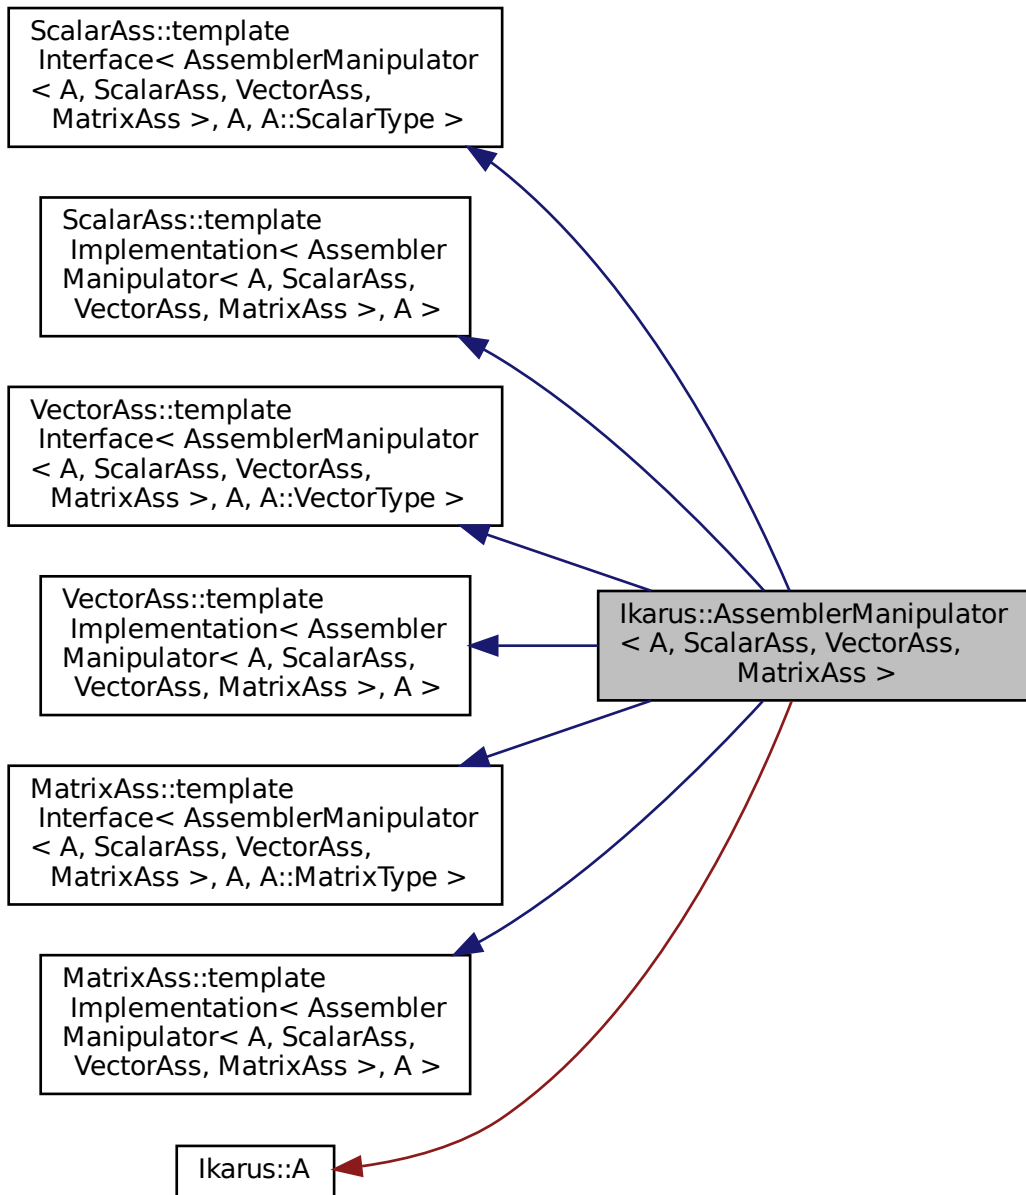 ScalarAss::template
Interface< AssemblerManipulator
< A, ScalarAss, VectorAss,
MatrixAss >, A, A::ScalarType >
ScalarAss::template
Implementation< Assembler
Manipulator< A, ScalarAss,
VectorAss, MatrixAss >, A >
VectorAss::template
Interface< AssemblerManipulator
< A, ScalarAss, VectorAss,
MatrixAss >, A, A::VectorType >
VectorAss::template
Implementation< Assembler
Manipulator< A, ScalarAss,
VectorAss, MatrixAss >, A >
Ikarus::AssemblerManipulator
< A, ScalarAss, VectorAss,
MatrixAss >
MatrixAss::template
Interface< AssemblerManipulator
< A, ScalarAss, VectorAss,
MatrixAss >, A, A::MatrixType >
MatrixAss::template
Implementation< Assembler
Manipulator< A, ScalarAss,
VectorAss, MatrixAss >, A >
Ikarus::A